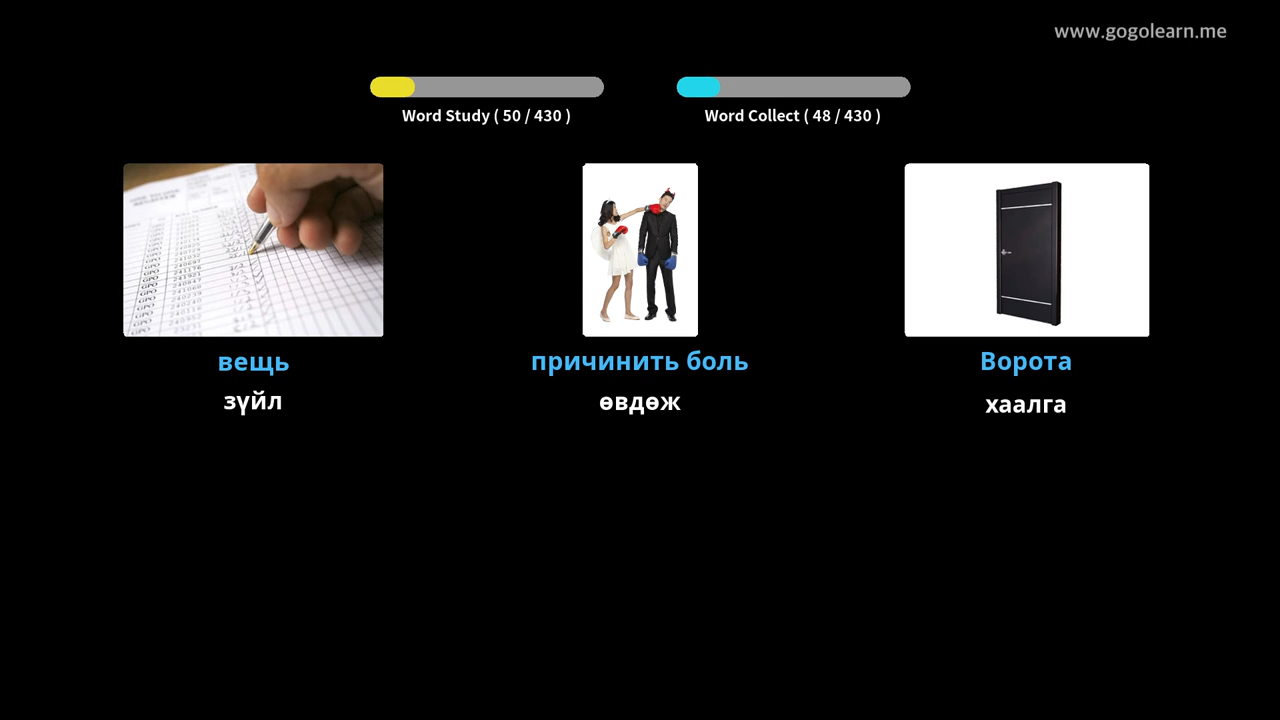 www.gogolearn.me
Word Study ( 50 / 430 )
Word Collect ( 48 / 430 )
вещь
причинить боль
Ворота
зүйл
өвдөж
хаалга